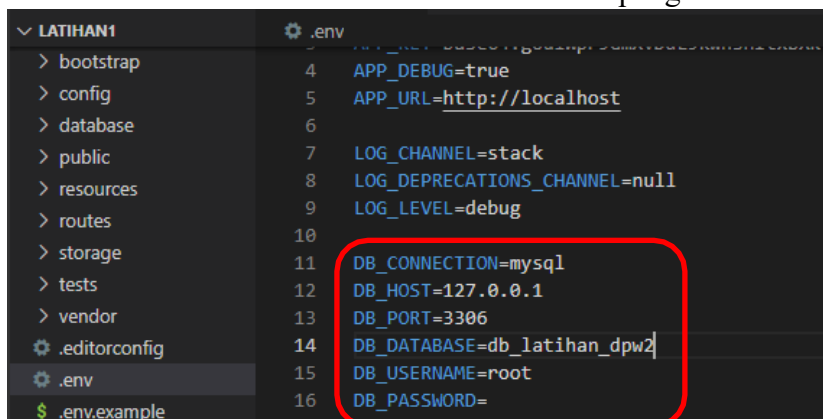 LATIHAN1
bootstrap
config
database
public
resources
routes
storage
tests
vendor
.editorconfig
.env
.env.example
.env
4 APP_DEBUG=true
5 APP_URL=http://localhost
6
7 LOG_CHANNEL=stack
8 LOG_DEPRECATIONS_CHANNEL=null
9 LOG_LEVEL=debug
10
11 DB_CONNECTION=mysql
12 DB_HOST=127.0.0.1
13 DB_PORT=3306
14 DB_DATABASE=db_latihan_dpw2
15 DB_USERNAME=root
16 DB_PASSWORD=